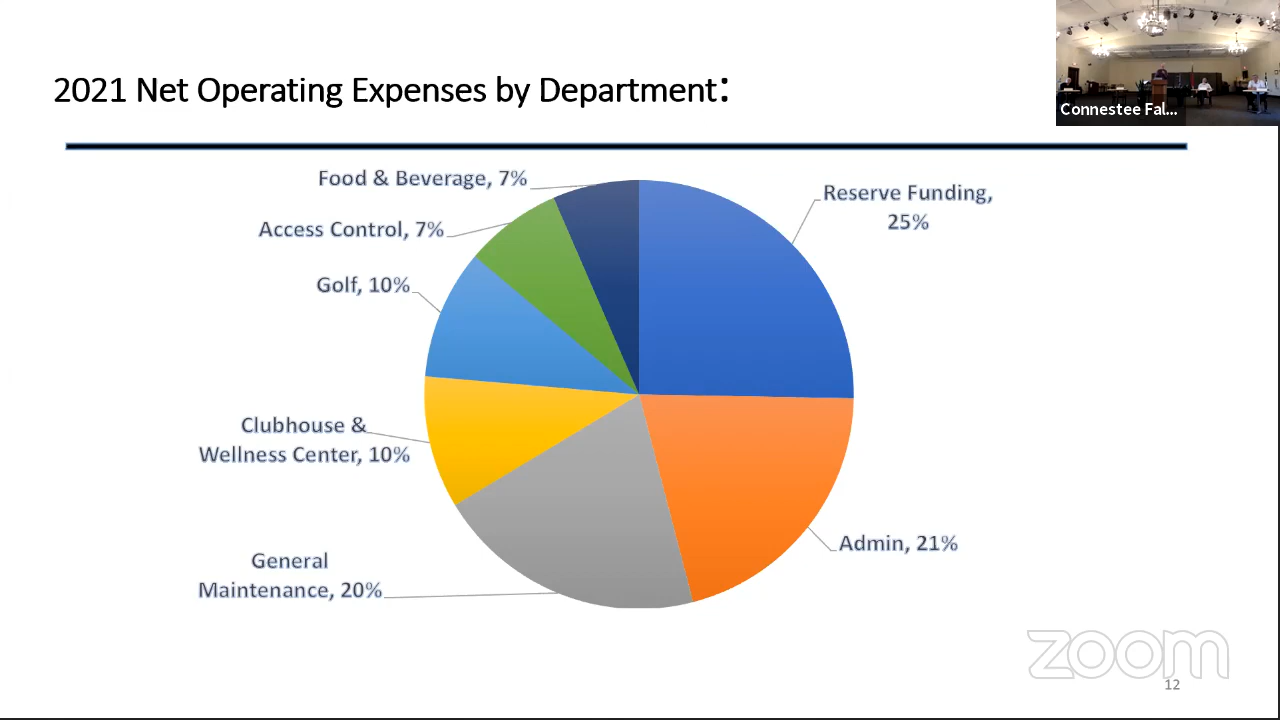 2021 Net Operating Expenses by Department:
Connestee Fal...
Food & Beverage, 7%
Reserve Funding,
25%
Access Control, 7%
Golf, 10%
Clubhouse &
Wellness Center, 10%
Admin, 21%
General
Maintenance, 20%
zoom
12